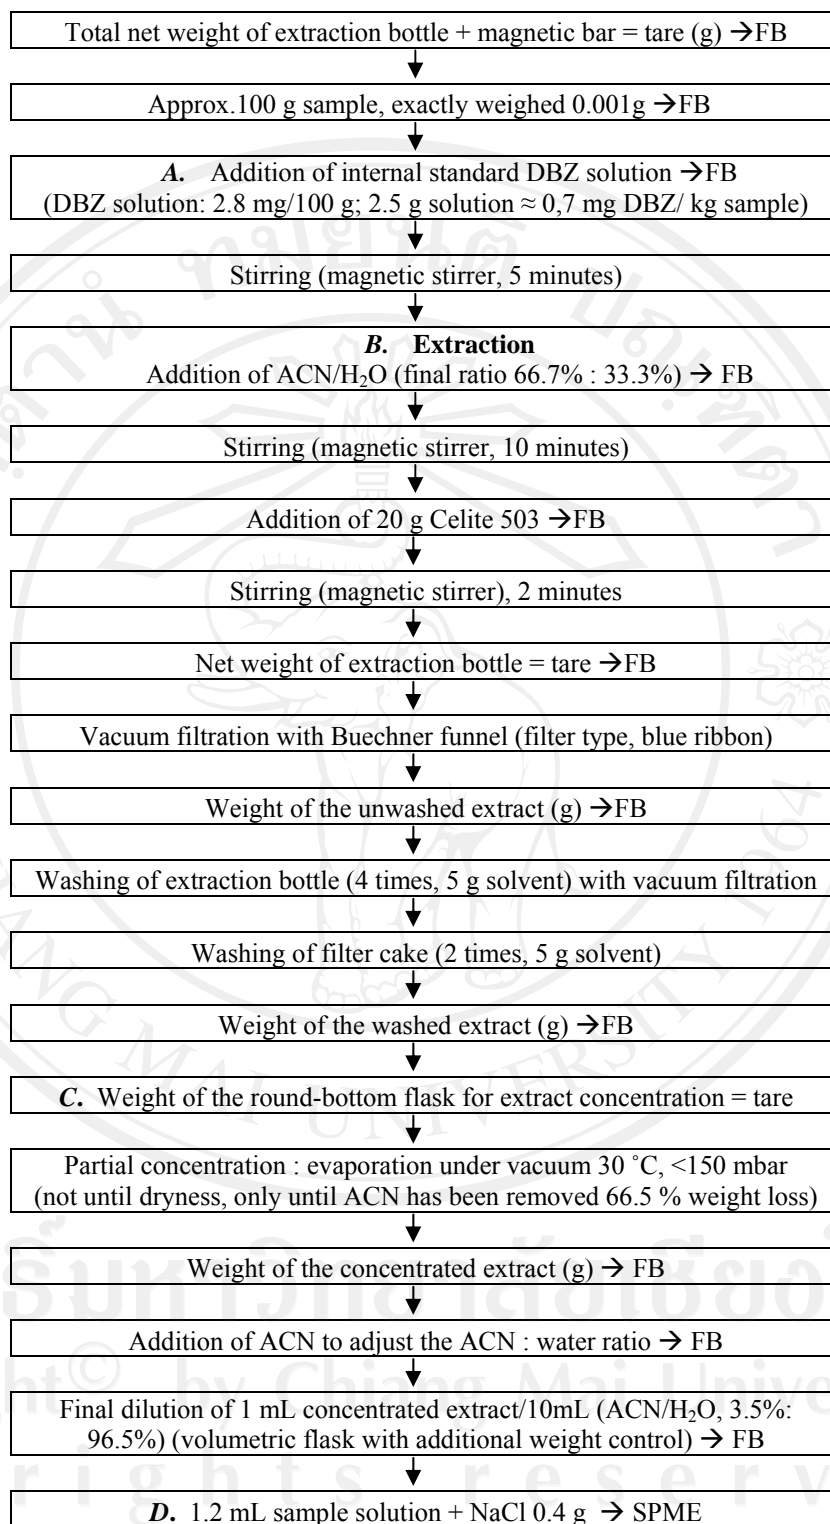 Total net weight of extraction bottle + magnetic bar = tare (g) →FB
Approx.100 g sample, exactly weighed 0.001g →FB
A. Addition of internal standard DBZ solution →FB
(DBZ solution: 2.8 mg/100 g; 2.5 g solution ≈ 0,7 mg DBZ/ kg sample)
Stirring (magnetic stirrer, 5 minutes)
B. Extraction
Addition of ACN/H₂O (final ratio 66.7% : 33.3%) → FB
Stirring (magnetic stirrer, 10 minutes)
Addition of 20 g Celite 503 →FB
Stirring (magnetic stirrer), 2 minutes
Net weight of extraction bottle = tare →FB
Vacuum filtration with Buechner funnel (filter type, blue ribbon)
Weight of the unwashed extract (g) →FB
Washing of extraction bottle (4 times, 5 g solvent) with vacuum filtration
Washing of filter cake (2 times, 5 g solvent)
Weight of the washed extract (g) →FB
C. Weight of the round-bottom flask for extract concentration = tare
Partial concentration : evaporation under vacuum 30 ˚C, <150 mbar
(not until dryness, only until ACN has been removed 66.5 % weight loss)
Weight of the concentrated extract (g) → FB
Addition of ACN to adjust the ACN : water ratio → FB
Final dilution of 1 mL concentrated extract/10mL (ACN/H₂O, 3.5%:
96.5%) (volumetric flask with additional weight control) → FB
D. 1.2 mL sample solution + NaCl 0.4 g → SPME